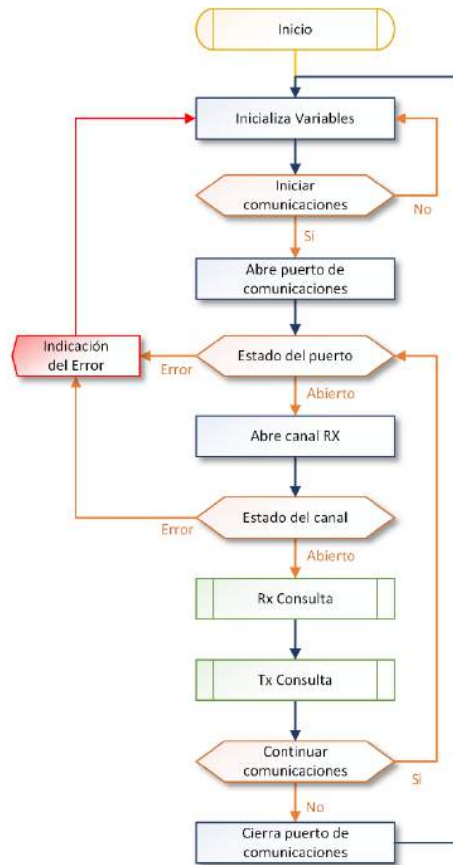 Inicio
Inicializa Variables
Iniciar
comunicaciones
No
Sí
Abre puerto de
comunicaciones
Indicación
del Error
Error
Estado del puerto
Abierto
Abre canal RX
Estado del canal
Error
Abierto
Rx Consulta
Tx Consulta
Continuar
comunicaciones
Si
No
Cierra puerto de
comunicaciones